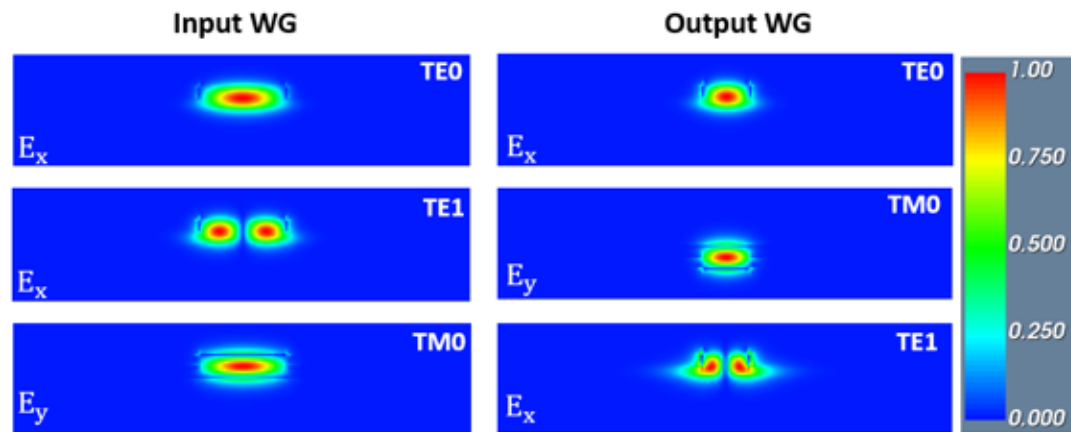 Input WG
Output WG
TE0
Ex
TE0
Ex
TE1
Ex
TM0
Ey
TM0
Ey
TE1
Ex
1.00
0.750
0.500
0.250
0.000